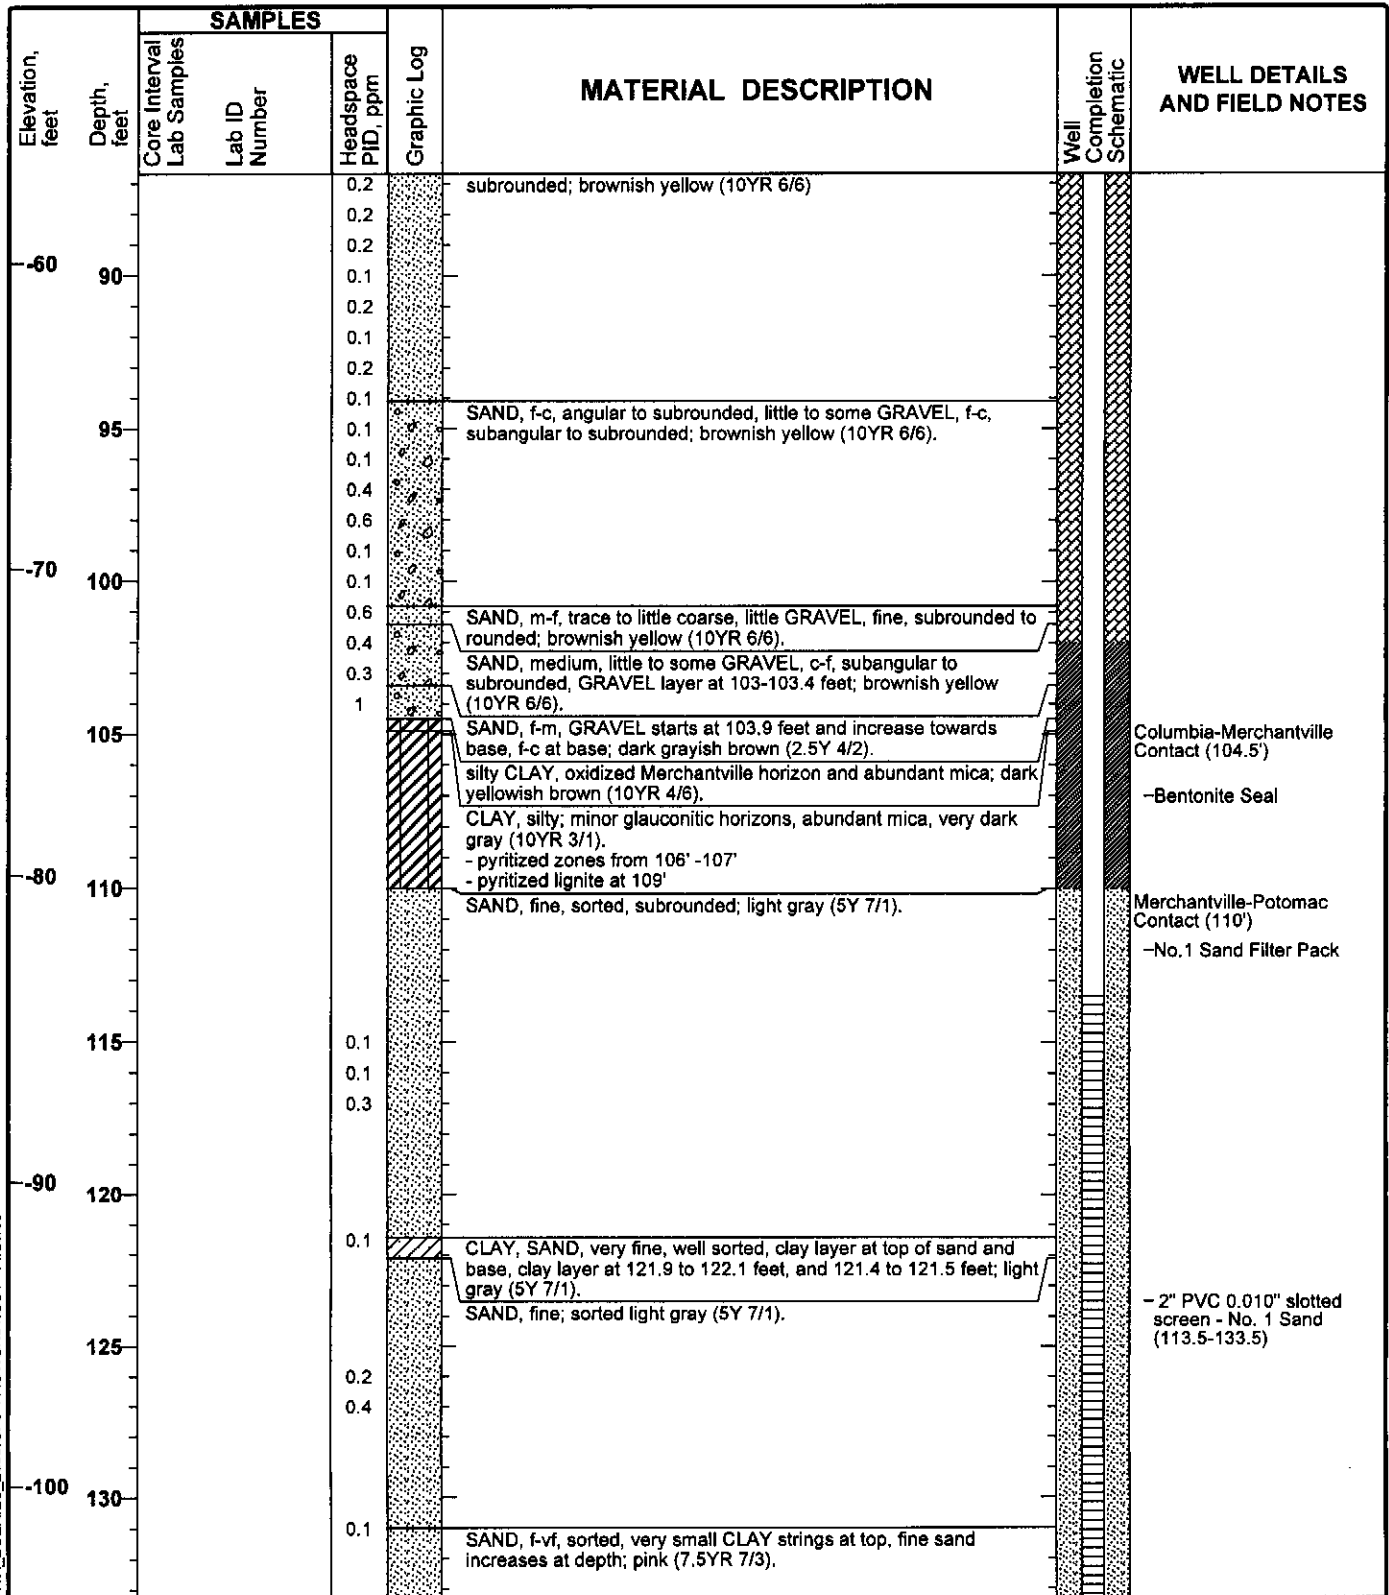 SAMPLES
Elevation,
feet
Depth,
feet
Core Interval
Lab Samples
Lab ID
Number
Headspace
PID, ppm
Graphic Log
MATERIAL DESCRIPTION
Well
Completion
Schematic
WELL DETAILS
AND FIELD NOTES
0.2 subrounded; brownish yellow (10YR 6/6)
0.2
0.2
-60
90 0.1
0.2
0.1
0.2
0.1
SAND, f-c, angular to subrounded, little to some GRAVEL, f-c,
95 0.1 subangular to subrounded; brownish yellow (10YR 6/6).
0.1
0.4
0.6
0.1
-70
100 0.1
0.6 SAND, m-f, trace to little coarse, little GRAVEL, fine, subrounded to
0.4 rounded; brownish yellow (10YR 6/6).
SAND, medium, little to some GRAVEL, c-f, subangular to
0.3 subrounded, GRAVEL layer at 103-103.4 feet; brownish yellow
1 (10YR 6/6).
105 SAND, f-m, GRAVEL starts at 103.9 feet and increase towards Columbia-Merchantville
base, f-c at base; dark grayish brown (2.5Y 4/2). Contact (104.5')
silty CLAY, oxidized Merchantville horizon and abundant mica; dark
yellowish brown (10YR 4/6). Bentonite Seal
CLAY, silty; minor glauconitic horizons, abundant mica, very dark
gray (10YR 3/1).
- pyritized zones from 106' -107'
-80
110 - pyritized lignite at 109'
SAND, fine, sorted, subrounded; light gray (5Y 7/1). Merchantville-Potomac
Contact (110')
No.1 Sand Filter Pack
115 0.1
0.1
0.3
-90
120
0.1 CLAY, SAND, very fine, well sorted, clay layer at top of sand and
base, clay layer at 121.9 to 122.1 feet, and 121.4 to 121.5 feet; light
gray (5Y 7/1).
SAND, fine; sorted light gray (5Y 7/1). 2" PVC 0.010" slotted
screen - No. 1 Sand
125 (113.5-133.5)
0.2
0.4
-100
130
0.1 SAND, f-vf, sorted, very small CLAY strings at top, fine sand
increases at depth; pink (7.5YR 7/3).